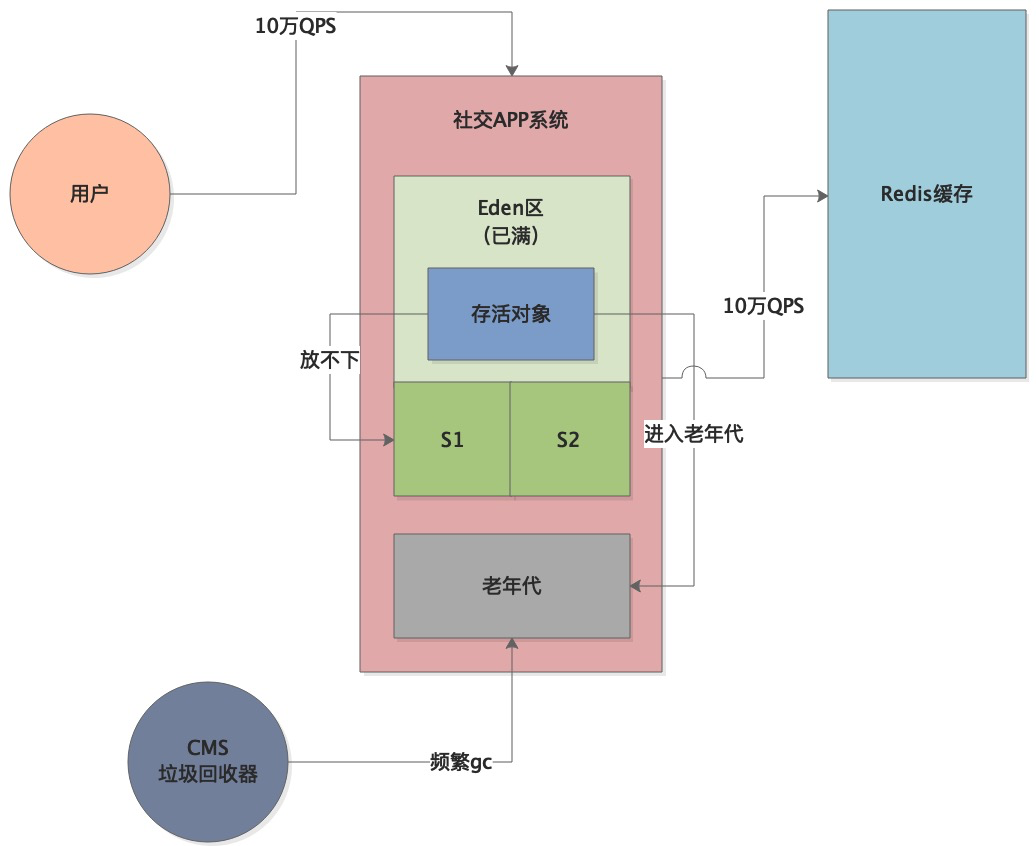 10万QPS
社交APP系统
用户
Eden区
（已满）
Redis缓存
存活对象
10万QPS
放不下
S1
S2
进入老年代
老年代
CMS
垃圾回收器
频繁gc